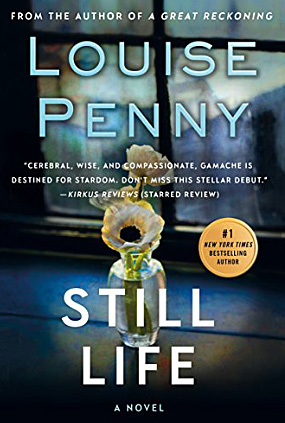 FROM THE AUTHOR OF A GREAT RECKONING
LOUISE
PENNY
"CEREBRAL, WISE, AND COMPASSIONATE, GAMACHE IS
DESTINED FOR STARDOM. DON'T MISS THIS STELLAR DEBUT."
—KIRKUS REVIEWS (STARRED REVIEW)
#1
NEW YORK TIMES
BESTSELLING
AUTHOR
STILL
LIFE
A NOVEL